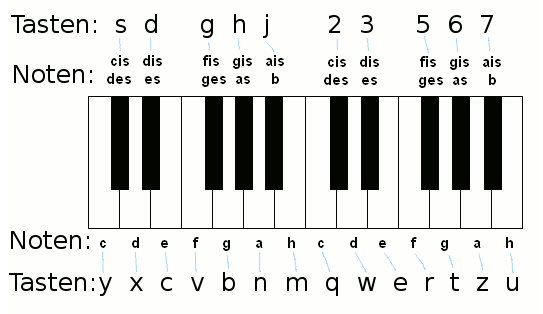 Tasten: s d g h j 2 3 5 6 7
cis dis fis gis ais cis dis fis gis ais
Noten: des es ges as b des es ges as b
Noten: c d e f g a h c d e f g a h
Tasten: y x c v b n m q w e r t z u